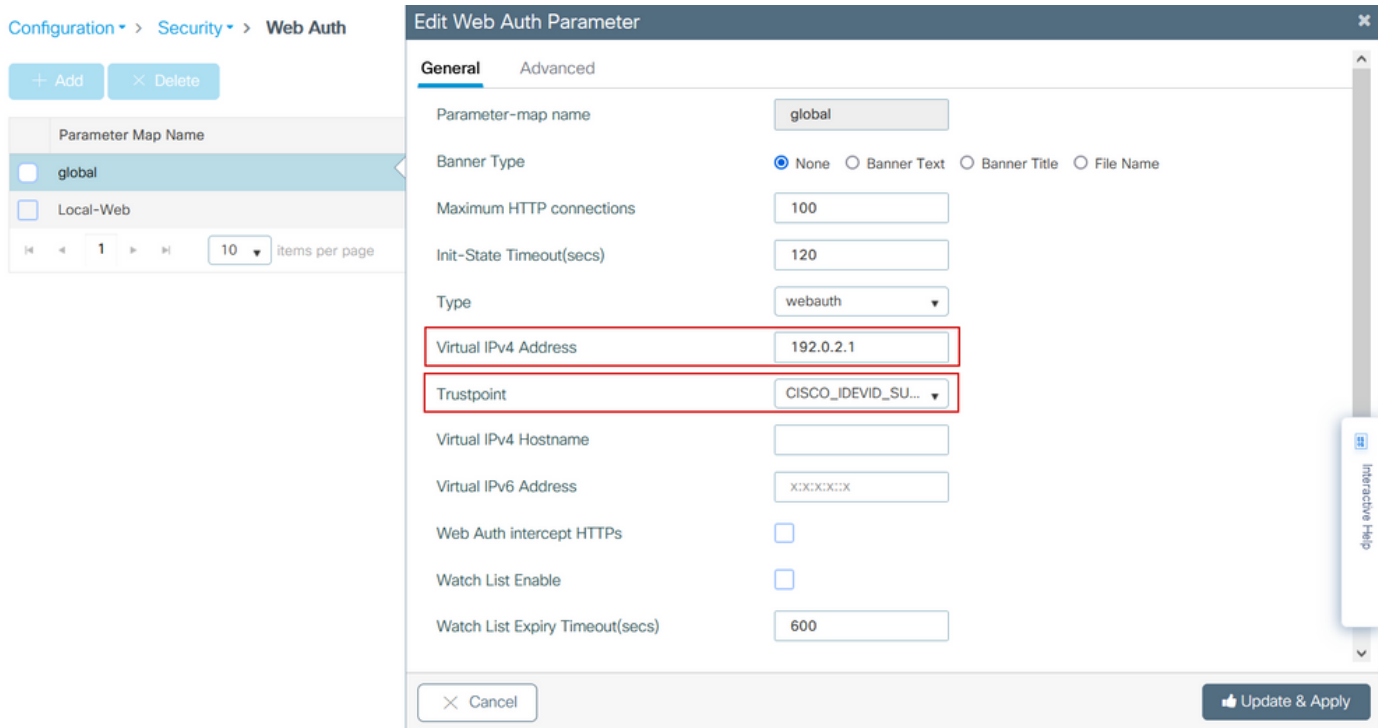 Configuration > Security > Web Auth
+ Add × Delete
Parameter Map Name
global
Local-Web
1 10 items per page
Edit Web Auth Parameter
General Advanced
Parameter-map name global
Banner Type None Banner Text Banner Title File Name
Maximum HTTP connections 100
Init-State Timeout(secs) 120
Type webauth
Virtual IPv4 Address 192.0.2.1
Trustpoint CISCO_IDEVID_SU...
Virtual IPv4 Hostname
Virtual IPv6 Address x:x:x:x::x
Web Auth intercept HTTPs
Watch List Enable
Watch List Expiry Timeout(secs) 600
× Cancel Update & Apply
Interactive Help